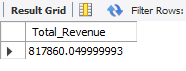 Result Grid Filter Rows:
Total_Revenue
817860.049999993